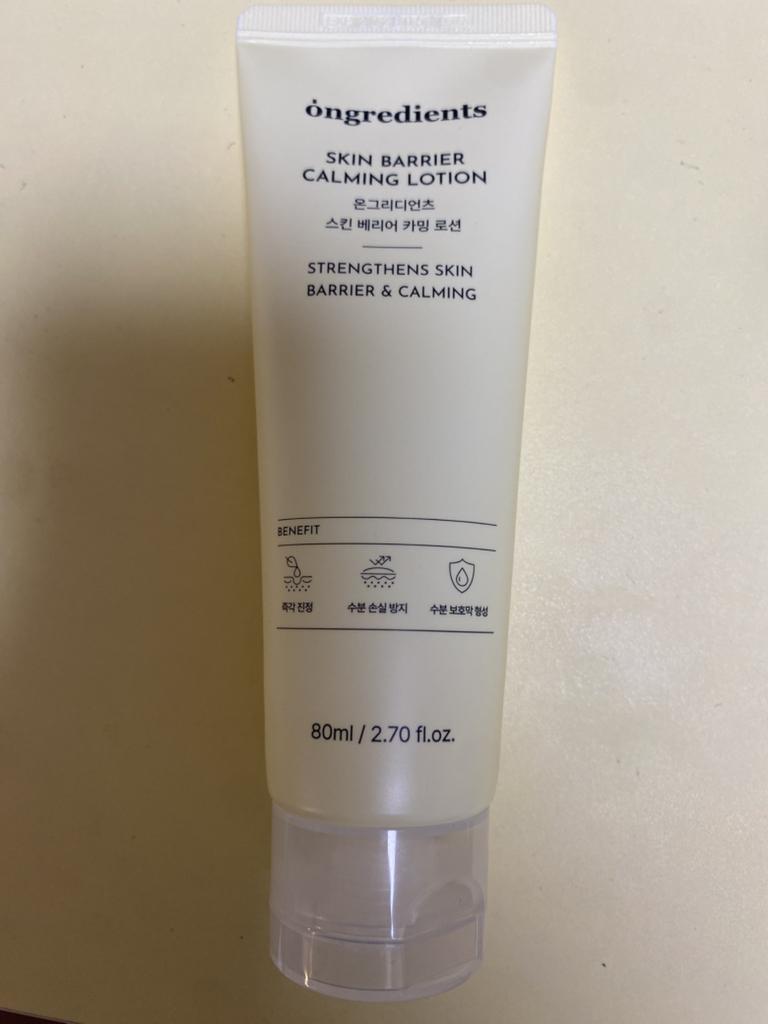 ongredients
SKIN BARRIER
CALMING LOTION
온그리디언츠
스킨 베리어 카밍 로션
STRENGTHENS SKIN
BARRIER & CALMING
BENEFIT
즉각 진정
수분 손실 방지
수분 보호막 형성
80ml / 2.70 fl.oz.